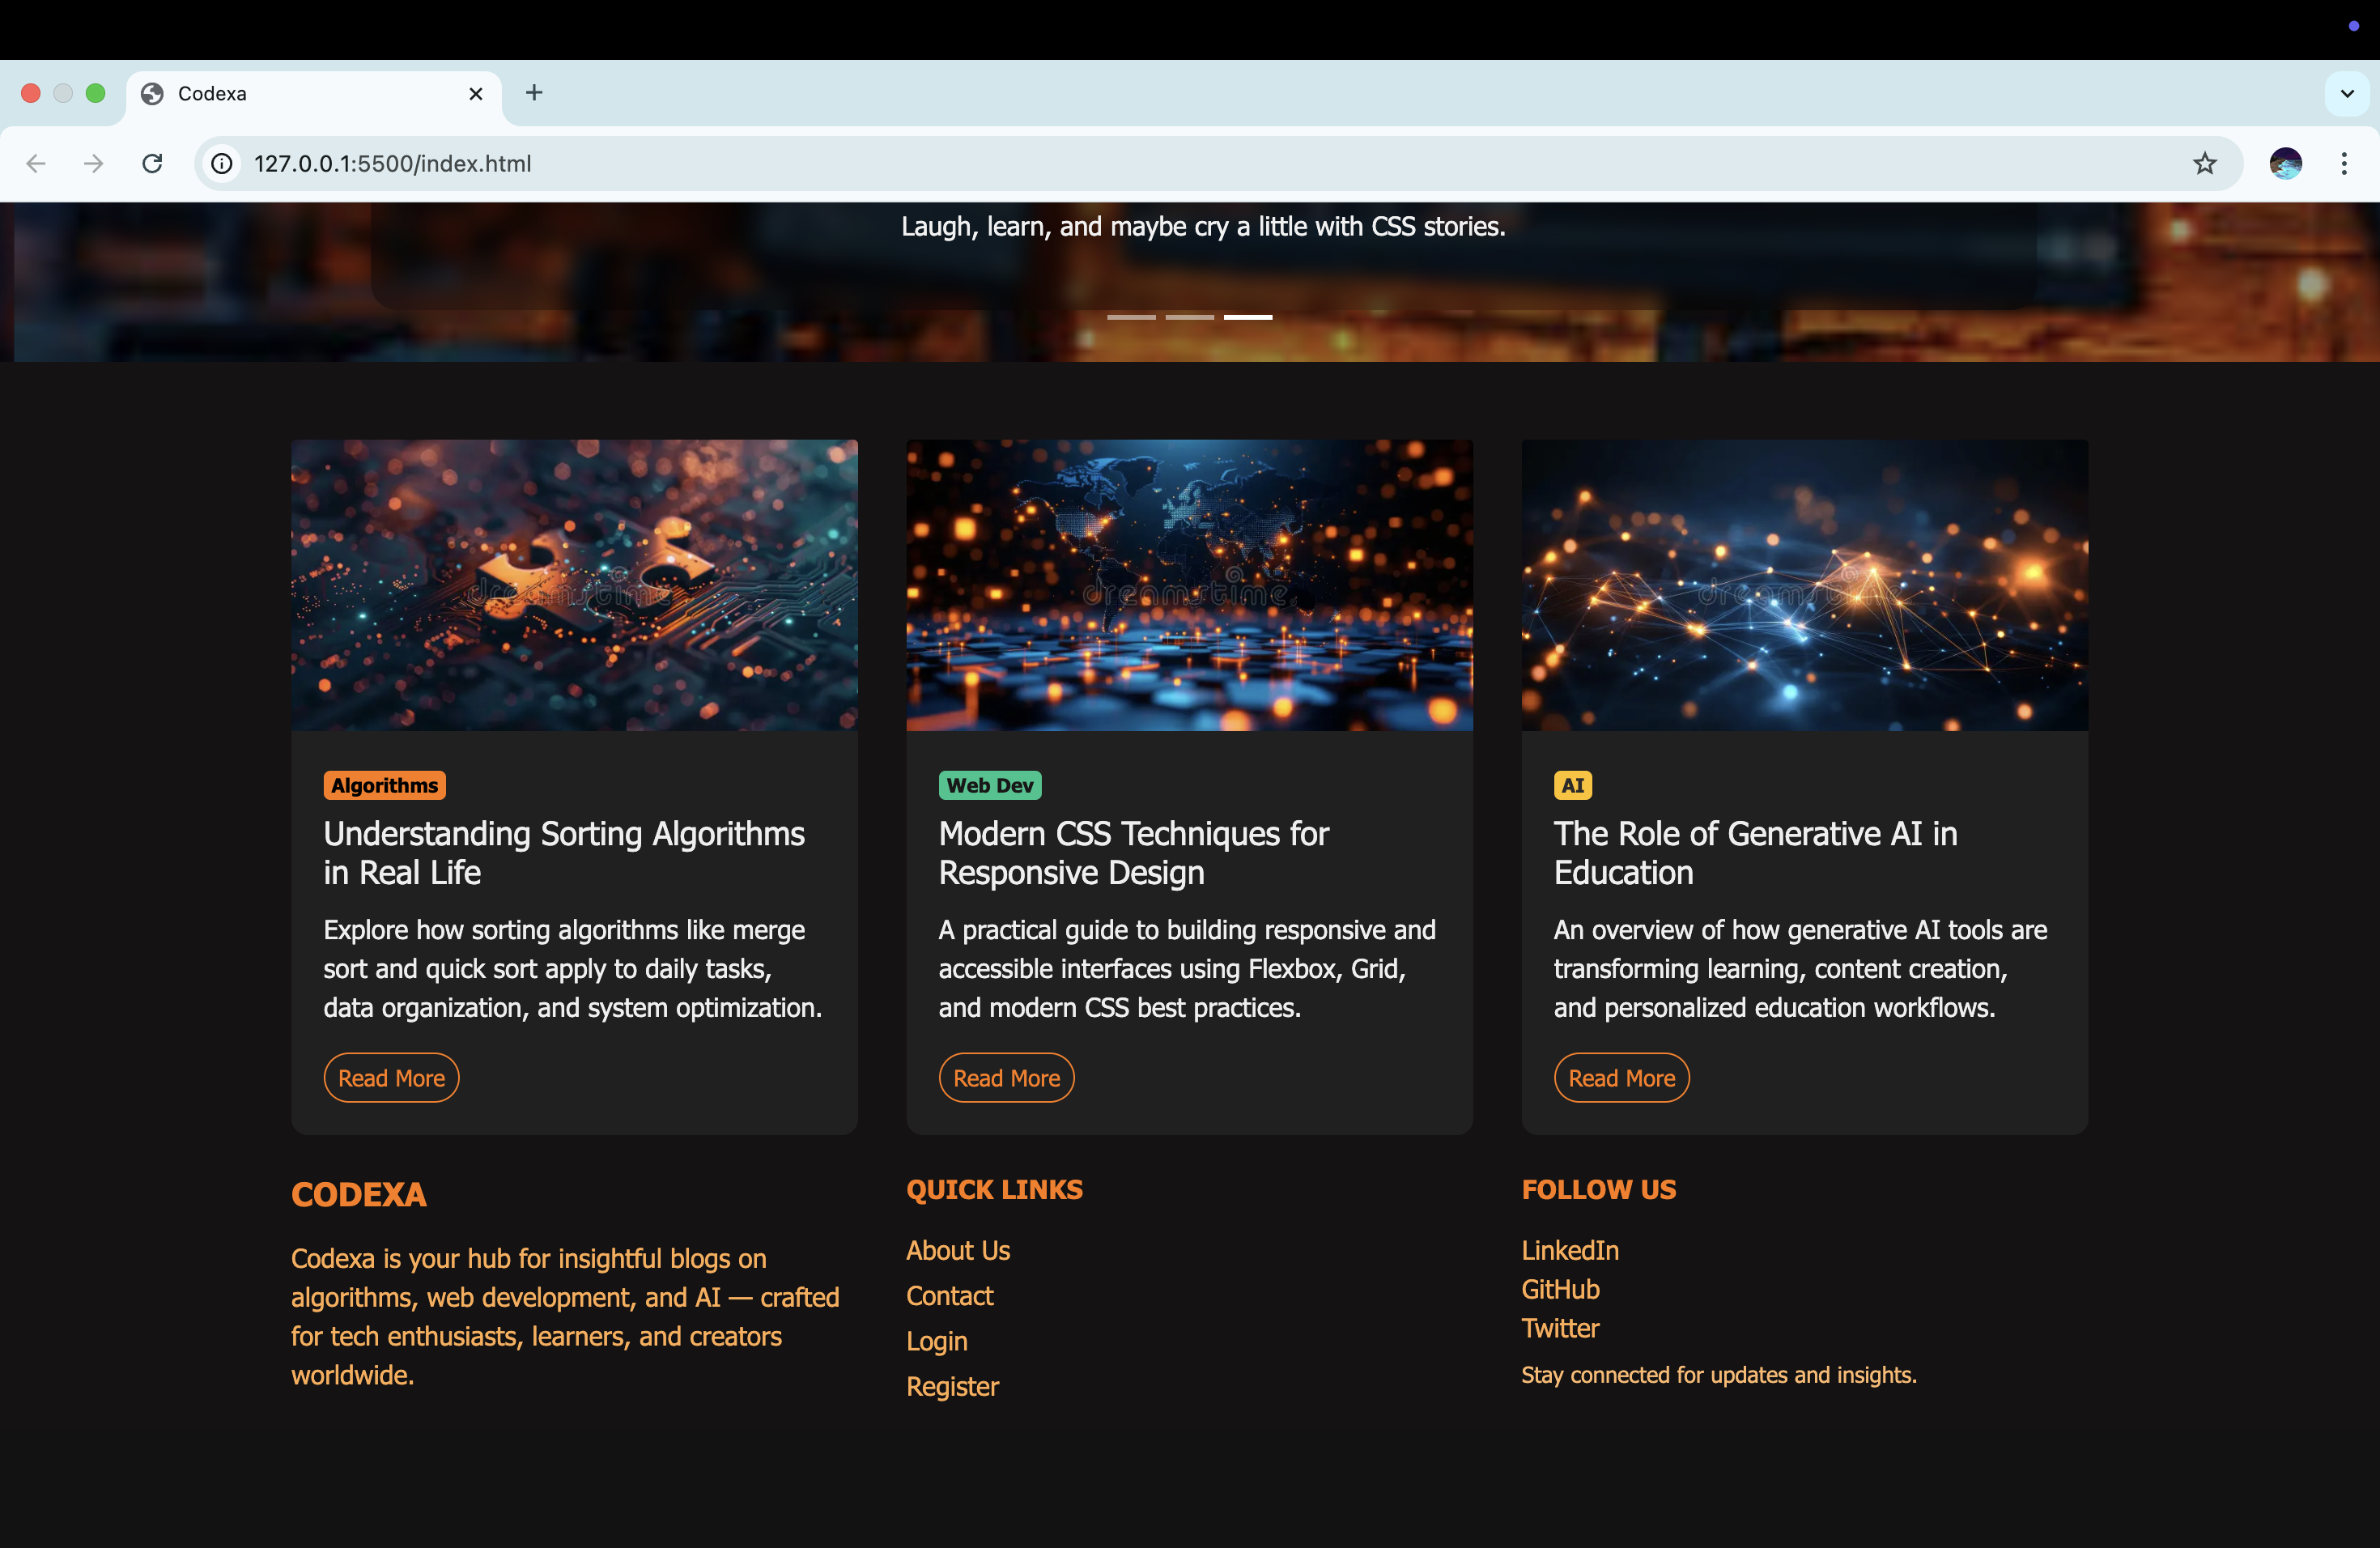 Codexa
127.0.0.1:5500/index.html
Laugh, learn, and maybe cry a little with CSS stories.
dreamstime
dreamstime
dreamstime
Algorithms
Understanding Sorting Algorithms
in Real Life
Explore how sorting algorithms like merge
sort and quick sort apply to daily tasks,
data organization, and system optimization.
Read More
Web Dev
Modern CSS Techniques for
Responsive Design
A practical guide to building responsive and
accessible interfaces using Flexbox, Grid,
and modern CSS best practices.
Read More
AI
The Role of Generative AI in
Education
An overview of how generative AI tools are
transforming learning, content creation,
and personalized education workflows.
Read More
CODEXA
Codexa is your hub for insightful blogs on
algorithms, web development, and AI — crafted
for tech enthusiasts, learners, and creators
worldwide.
QUICK LINKS
About Us
Contact
Login
Register
FOLLOW US
LinkedIn
GitHub
Twitter
Stay connected for updates and insights.